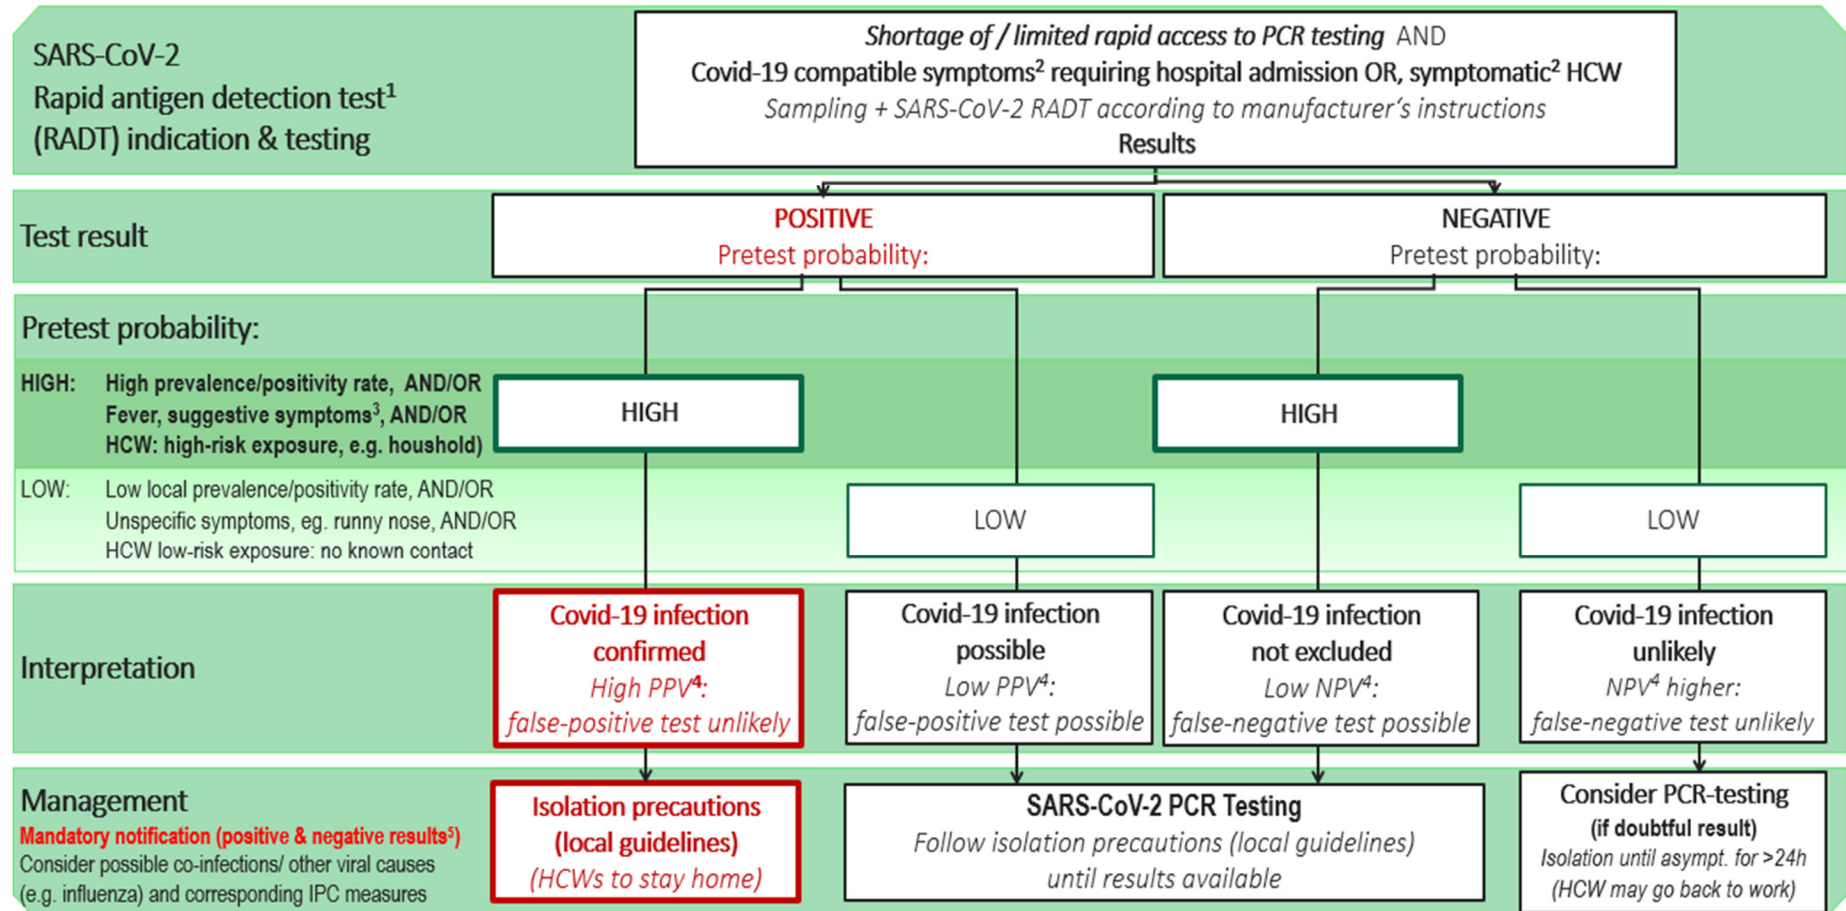 SARS-CoV-2
Rapid antigen detection test¹
(RADT) indication & testing
Shortage of / limited rapid access to PCR testing AND
Covid-19 compatible symptoms² requiring hospital admission OR, symptomatic² HCW
Sampling + SARS-CoV-2 RADT according to manufacturer‘s instructions
Results
Test result
POSITIVE
Pretest probability:
NEGATIVE
Pretest probability:
Pretest probability:
HIGH: High prevalence/positivity rate, AND/OR
Fever, suggestive symptoms³, AND/OR
HCW: high-risk exposure, e.g. houshold)
HIGH
HIGH
LOW: Low local prevalence/positivity rate, AND/OR
Unspecific symptoms, eg. runny nose, AND/OR
HCW low-risk exposure: no known contact
LOW
LOW
Interpretation
Covid-19 infection
confirmed
High PPV⁴:
false-positive test unlikely
Covid-19 infection
possible
Low PPV⁴:
false-positive test possible
Covid-19 infection
not excluded
Low NPV⁴:
false-negative test possible
Covid-19 infection
unlikely
NPV⁴ higher:
false-negative test unlikely
Management
Mandatory notification (positive & negative results⁵)
Consider possible co-infections/ other viral causes
(e.g. influenza) and corresponding IPC measures
Isolation precautions
(local guidelines)
(HCWs to stay home)
SARS-CoV-2 PCR Testing
Follow isolation precautions (local guidelines)
until results available
Consider PCR-testing
(if doubtful result)
Isolation until asympt. for >24h
(HCW may go back to work)